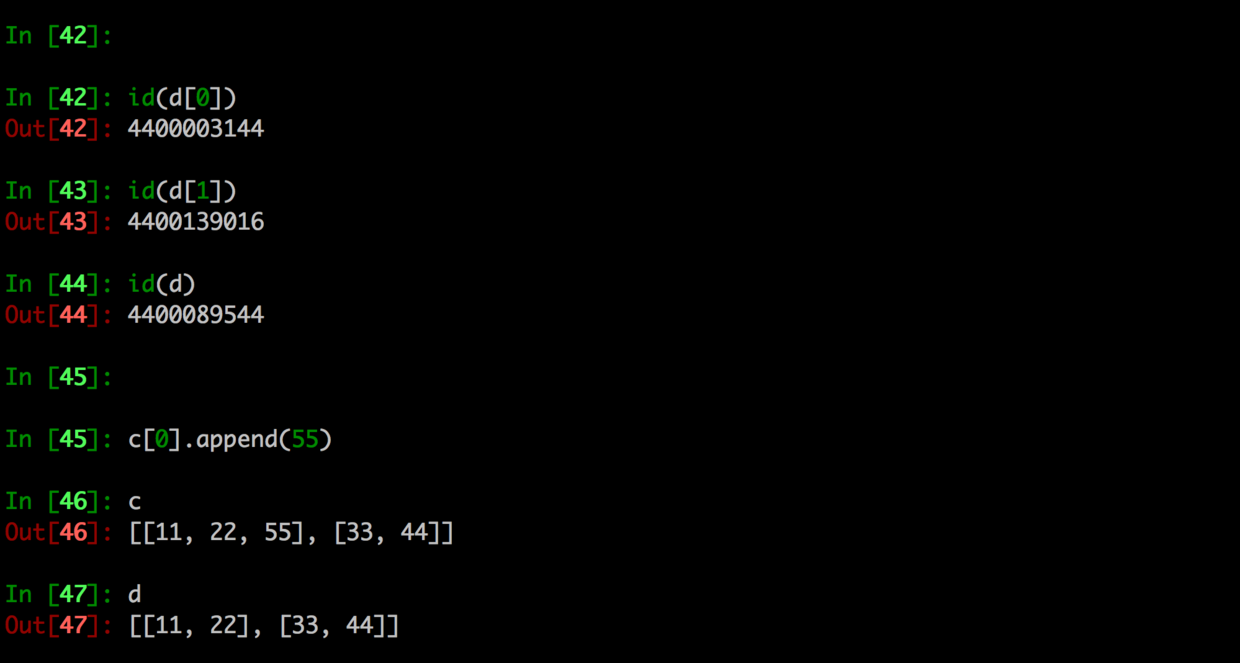 In [42]:
In [42]: id(d[0])
Out[42]: 4400003144
In [43]: id(d[1])
Out[43]: 4400139016
In [44]: id(d)
Out[44]: 4400089544
In [45]:
In [45]: c[0].append(55)
In [46]: c
Out[46]: [[11, 22, 55], [33, 44]]
In [47]: d
Out[47]: [[11, 22], [33, 44]]